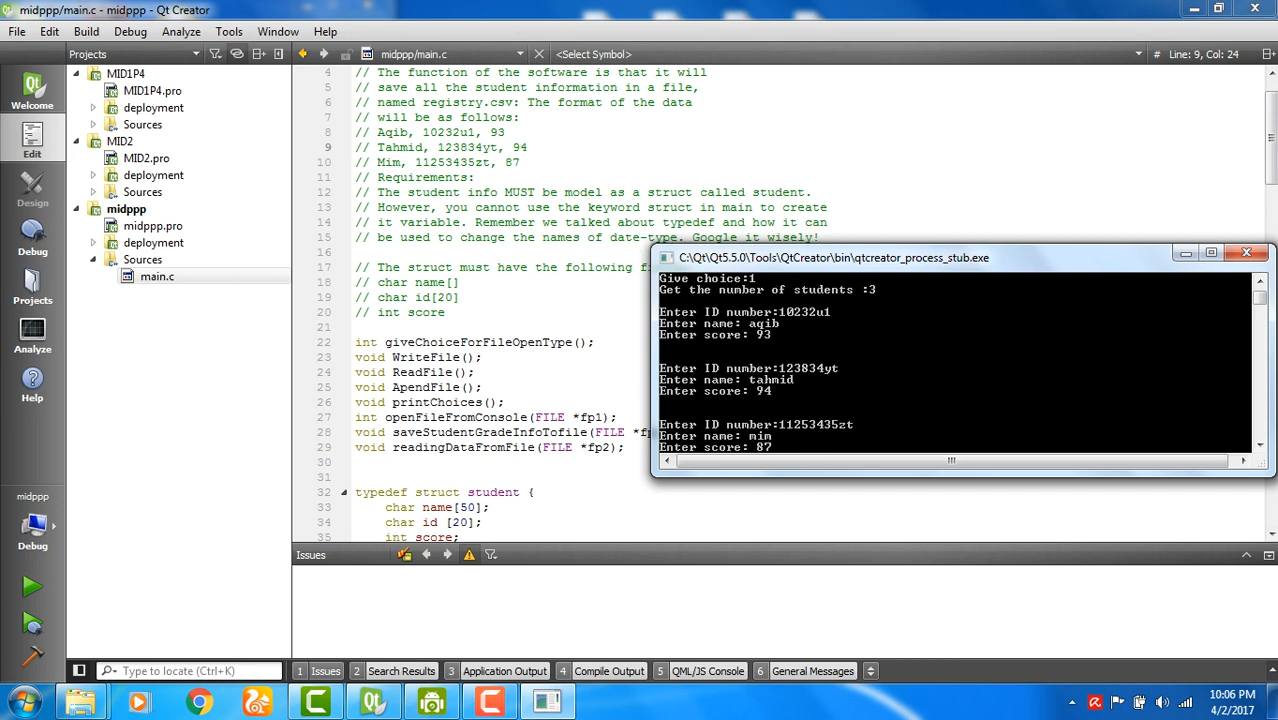 midppp/main.c - midppp - Qt Creator
File Edit Build Debug Analyze Tools Window Help
Projects
midppp/main.c
<Select Symbol>
# Line: 9, Col: 24
Welcome
Edit
Design
Debug
Projects
Analyze
Help
midppp
Debug
MID1P4
MID1P4.pro
deployment
Sources
MID2
MID2.pro
deployment
Sources
midppp
midppp.pro
deployment
Sources
main.c
4 // The function of the software is that it will
5 // save all the student information in a file,
6 // named registry.csv: The format of the data
7 // will be as follows:
8 // Aqib, 10232u1, 93
9 // Tahmid, 123834yt, 94
10 // Mim, 11253435zt, 87
11 // Requirements:
12 // The student info MUST be model as a struct called student.
13 // However, you cannot use the keyword struct in main to create
14 // it variable. Remember we talked about typedef and how it can
15 // be used to change the names of date-type. Google it wisely!
16
17 // The struct must have the following fi
18 // char name[]
19 // char id[20]
20 // int score
21
22 int giveChoiceForFileOpenType();
23 void WriteFile();
24 void ReadFile();
25 void ApendFile();
26 void printChoices();
27 int openFileFromConsole(FILE *fp1);
28 void saveStudentGradeInfoTofile(FILE *fp
29 void readingDataFromFile(FILE *fp2);
30
31
32 typedef struct student {
33 char name[50];
34 char id [20];
35 int score;
C:\Qt\Qt5.5.0\Tools\QtCreator\bin\qtcreator_process_stub.exe
Give choice:1
Get the number of students :3
Enter ID number:10232u1
Enter name: aqib
Enter score: 93
Enter ID number:123834yt
Enter name: tahmid
Enter score: 94
Enter ID number:11253435zt
Enter name: mim
Enter score: 87
Issues
Type to locate (Ctrl+K)
1 Issues
2 Search Results
3 Application Output
4 Compile Output
5 QML/JS Console
6 General Messages
10:06 PM
4/2/2017